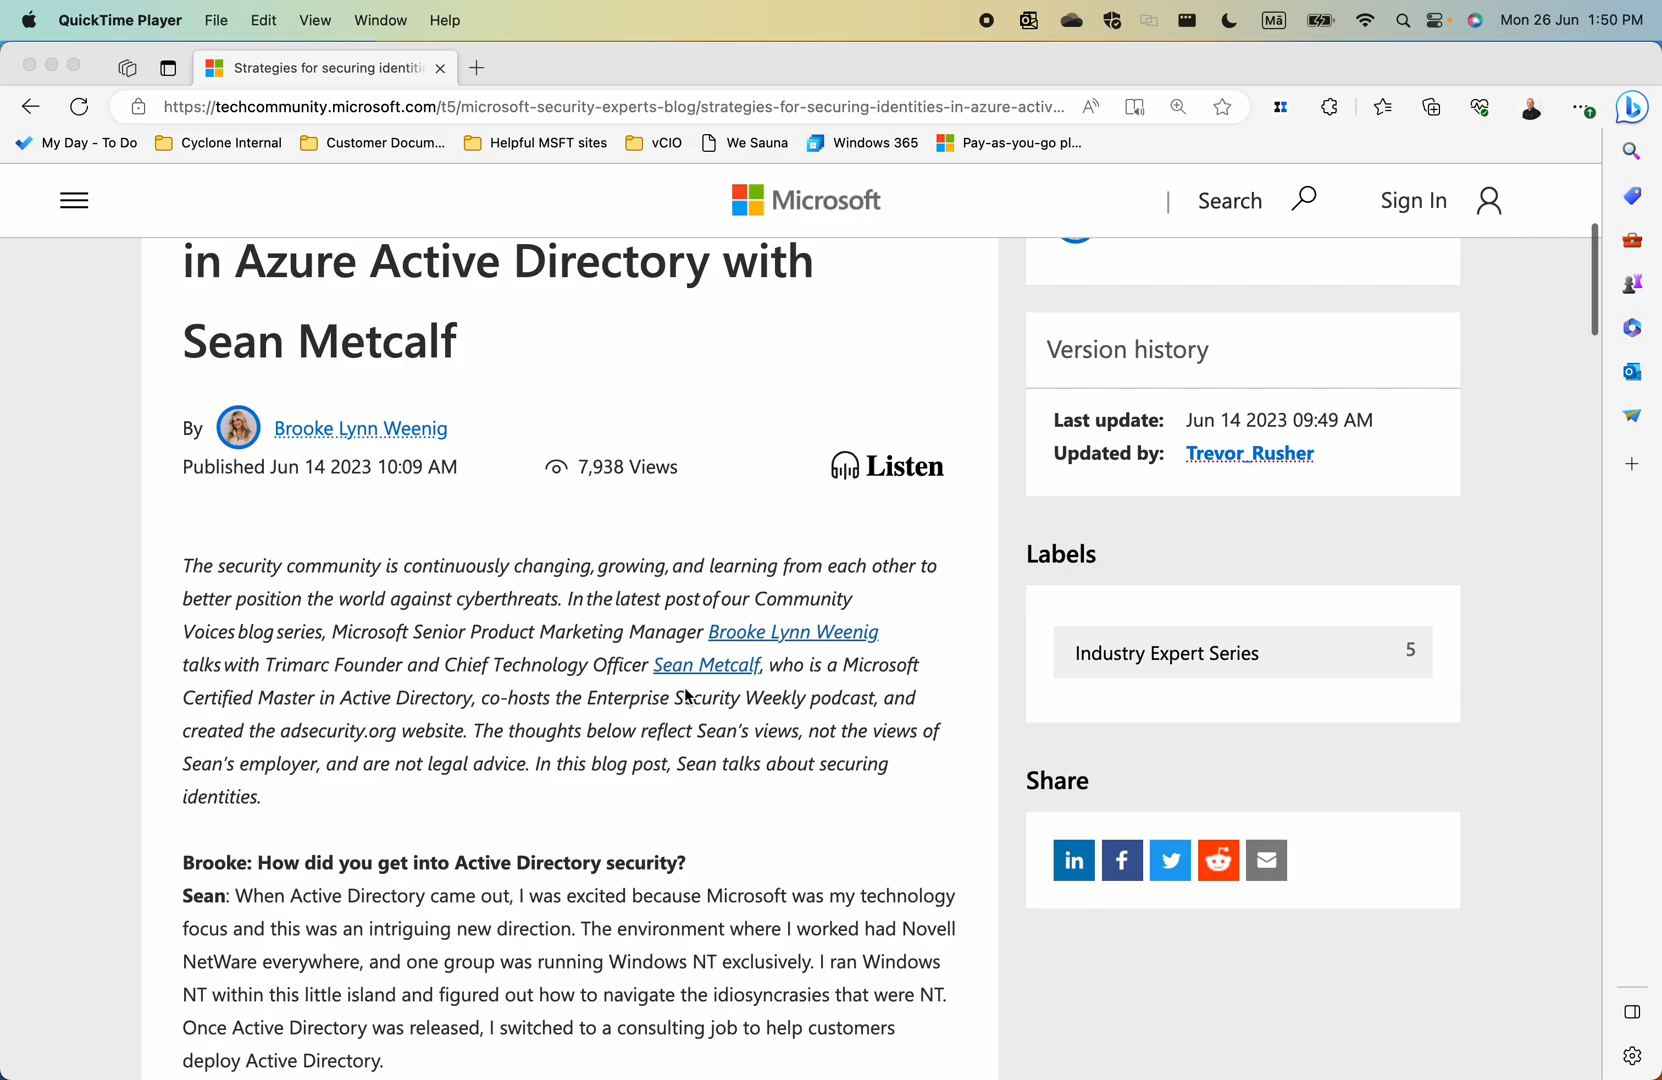 QuickTime Player File Edit View Window Help Mā Mon 26 Jun 1:50 PM
Strategies for securing identiti
https://techcommunity.microsoft.com/t5/microsoft-security-experts-blog/strategies-for-securing-identities-in-azure-activ...
My Day - To Do Cyclone Internal Customer Docum... Helpful MSFT sites vCIO We Sauna Windows 365 Pay-as-you-go pl...
Microsoft | Search Sign In
in Azure Active Directory with
Sean Metcalf
By Brooke Lynn Weenig
Published Jun 14 2023 10:09 AM 7,938 Views Listen
The security community is continuously changing, growing, and learning from each other to
better position the world against cyberthreats. In the latest post of our Community
Voices blog series, Microsoft Senior Product Marketing Manager Brooke Lynn Weenig
talks with Trimarc Founder and Chief Technology Officer Sean Metcalf, who is a Microsoft
Certified Master in Active Directory, co-hosts the Enterprise Security Weekly podcast, and
created the adsecurity.org website. The thoughts below reflect Sean's views, not the views of
Sean's employer, and are not legal advice. In this blog post, Sean talks about securing
identities.
Brooke: How did you get into Active Directory security?
Sean: When Active Directory came out, I was excited because Microsoft was my technology
focus and this was an intriguing new direction. The environment where I worked had Novell
NetWare everywhere, and one group was running Windows NT exclusively. I ran Windows
NT within this little island and figured out how to navigate the idiosyncrasies that were NT.
Once Active Directory was released, I switched to a consulting job to help customers
deploy Active Directory.
Version history
Last update: Jun 14 2023 09:49 AM
Updated by: Trevor_Rusher
Labels
Industry Expert Series 5
Share